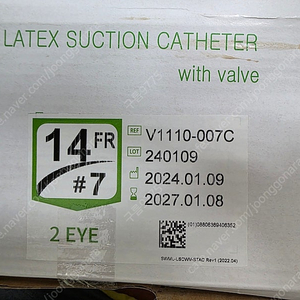 LATEX SUCTION CATHETER
with valve
14 FR
#7
2 EYE
REF V1110-007C
LOT 240109
2024.01.09
2027.01.08